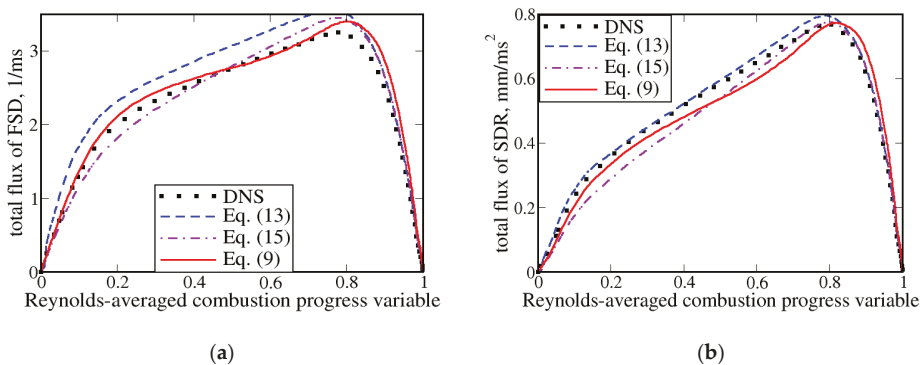 3
2
1
0
0 0.2 0.4 0.6 0.8 1
total flux of FSD, 1/ms
Reynolds-averaged combustion progress variable
DNS
Eq. (13)
Eq. (15)
Eq. (9)
(a)
0.8
0.6
0.4
0.2
0
0 0.2 0.4 0.6 0.8 1
total flux of SDR, mm/ms²
Reynolds-averaged combustion progress variable
DNS
Eq. (13)
Eq. (15)
Eq. (9)
(b)